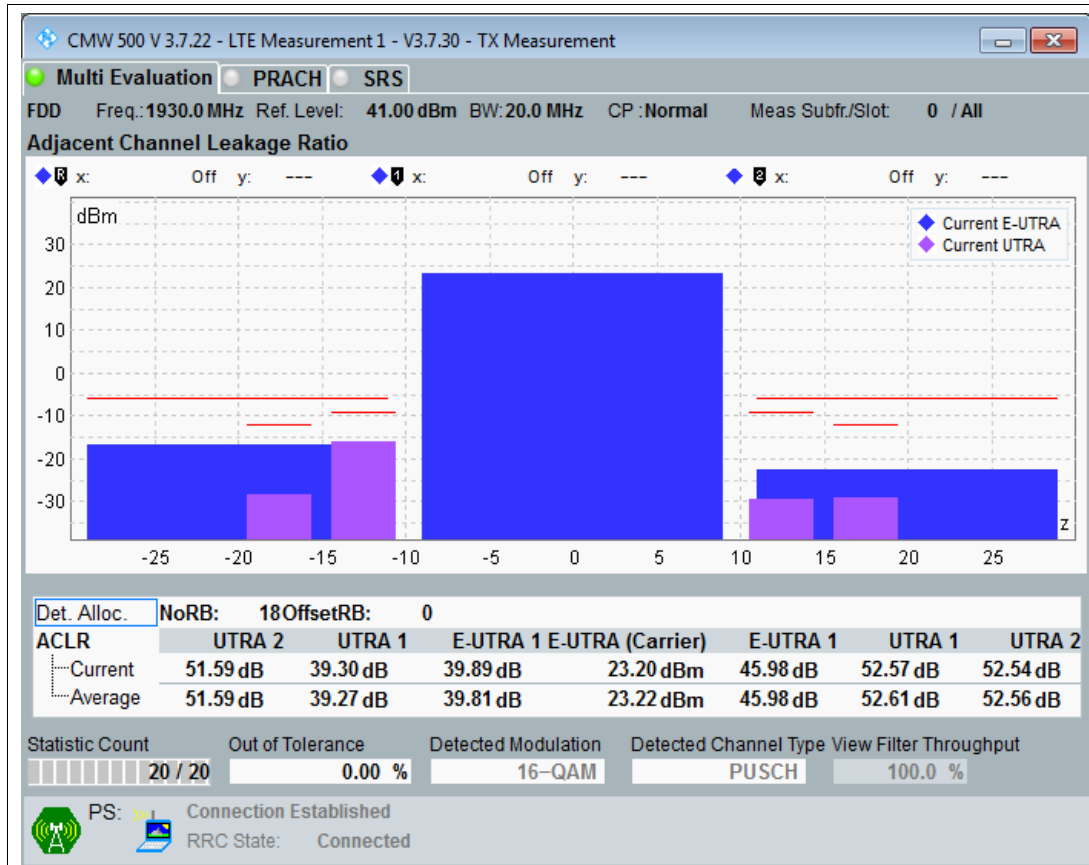 CMW 500 V 3.7.22 - LTE Measurement 1 - V3.7.30 - TX Measurement
Multi Evaluation PRACH SRS
FDD Freq.: 1930.0 MHz Ref. Level: 41.00 dBm BW: 20.0 MHz CP : Normal Meas Subfr./Slot: 0 / All
Adjacent Channel Leakage Ratio
R x: Off y: --- 1 x: Off y: --- 2 x: Off y: ---
dBm
Current E-UTRA
Current UTRA
30
20
10
0
-10
-20
-30
z
-25 -20 -15 -10 -5 0 5 10 15 20 25
Det. Alloc. NoRB: 18 OffsetRB: 0
ACLR UTRA 2 UTRA 1 E-UTRA 1 E-UTRA (Carrier) E-UTRA 1 UTRA 1 UTRA 2
Current 51.59 dB 39.30 dB 39.89 dB 23.20 dBm 45.98 dB 52.57 dB 52.54 dB
Average 51.59 dB 39.27 dB 39.81 dB 23.22 dBm 45.98 dB 52.61 dB 52.56 dB
Statistic Count Out of Tolerance Detected Modulation Detected Channel Type View Filter Throughput
20 / 20 0.00 % 16-QAM PUSCH 100.0 %
PS: Connection Established
RRC State: Connected